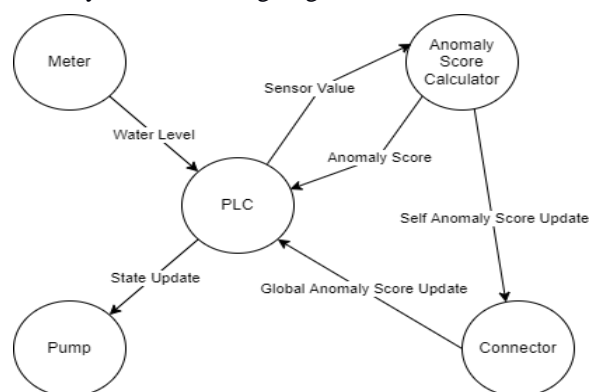 Meter
Anomaly
Score
Calculator
Sensor Value
Water Level
Anomaly Score
PLC
Self Anomaly Score Update
State Update
Global Anomaly Score Update
Pump
Connector